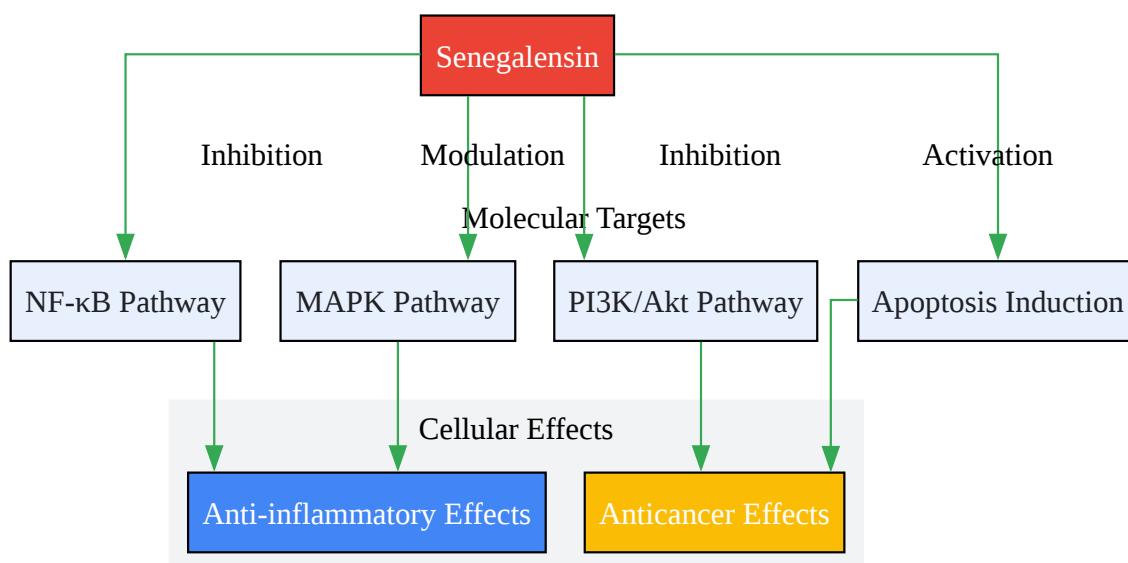 Senegalensin
Inhibition
Modulation
Inhibition
Activation
Molecular Targets
NF-κB Pathway
MAPK Pathway
PI3K/Akt Pathway
Apoptosis Induction
Cellular Effects
Anti-inflammatory Effects
Anticancer Effects